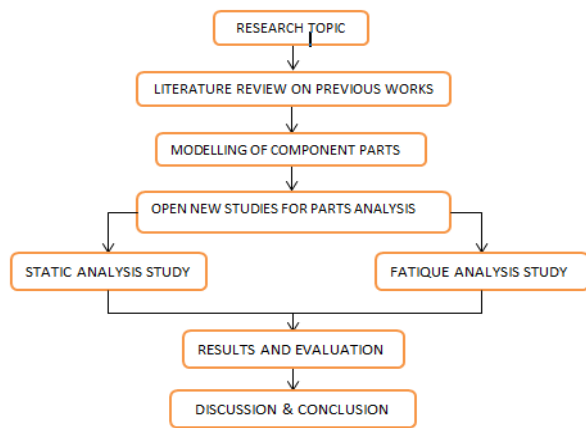 RESEARCH TOPIC
LITERATURE REVIEW ON PREVIOUS WORKS
MODELLING OF COMPONENT PARTS
OPEN NEW STUDIES FOR PARTS ANALYSIS
STATIC ANALYSIS STUDY
FATIQUE ANALYSIS STUDY
RESULTS AND EVALUATION
DISCUSSION & CONCLUSION